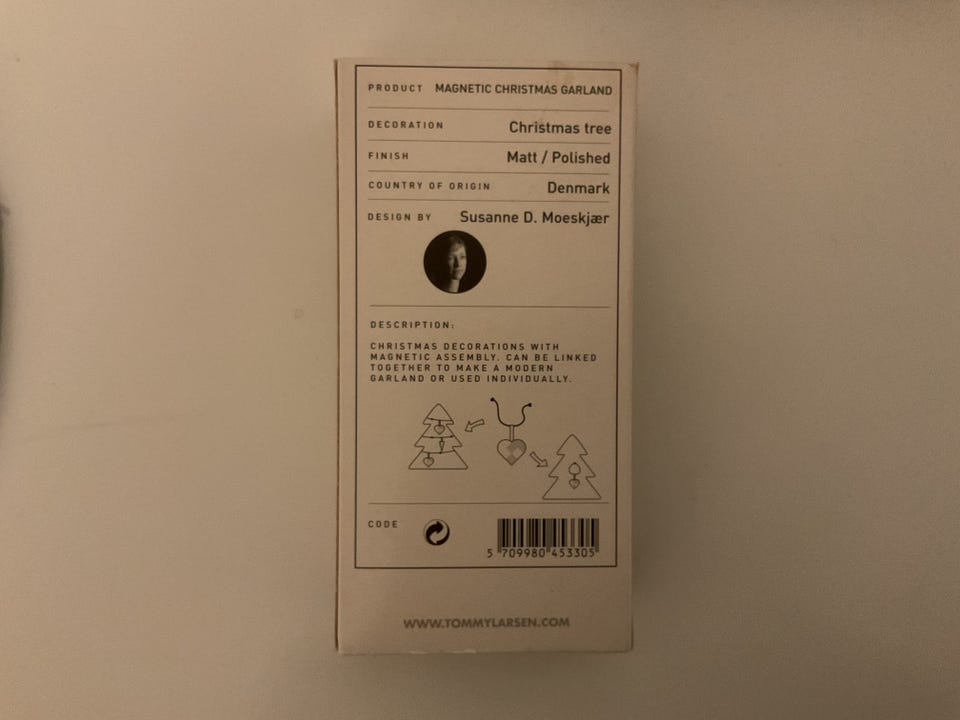 PRODUCT MAGNETIC CHRISTMAS GARLAND
DECORATION Christmas tree
FINISH Matt / Polished
COUNTRY OF ORIGIN Denmark
DESIGN BY Susanne D. Moeskjær
DESCRIPTION:
CHRISTMAS DECORATIONS WITH
MAGNETIC ASSEMBLY. CAN BE LINKED
TOGETHER TO MAKE A MODERN
GARLAND OR USED INDIVIDUALLY.
CODE
5 709980 453305
WWW.TOMMYLARSEN.COM